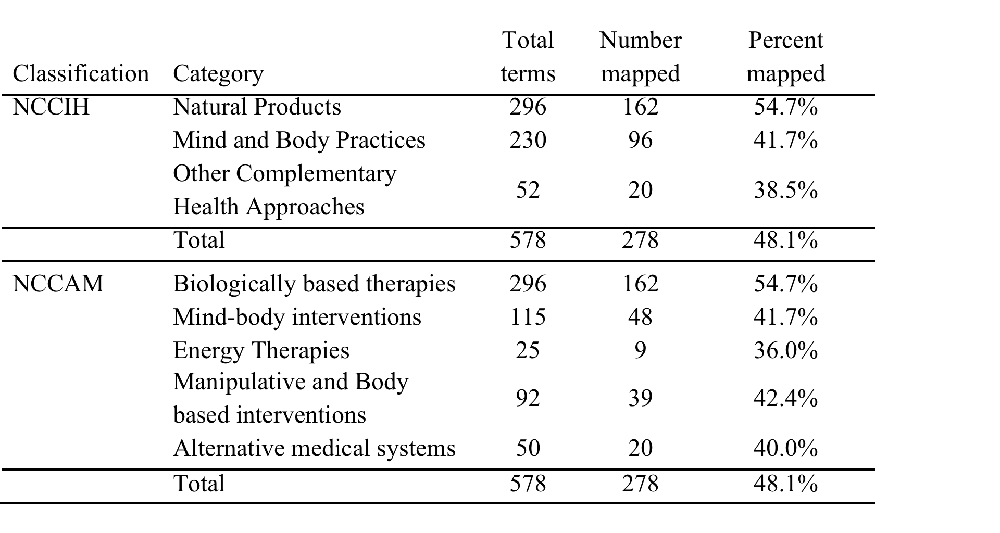 Total Number Percent
Classification Category terms mapped mapped
NCCIH Natural Products 296 162 54.7%
Mind and Body Practices 230 96 41.7%
Other Complementary
52 20 38.5%
Health Approaches
Total 578 278 48.1%
NCCAM Biologically based therapies 296 162 54.7%
Mind-body interventions 115 48 41.7%
Energy Therapies 25 9 36.0%
Manipulative and Body
92 39 42.4%
based interventions
Alternative medical systems 50 20 40.0%
Total 578 278 48.1%